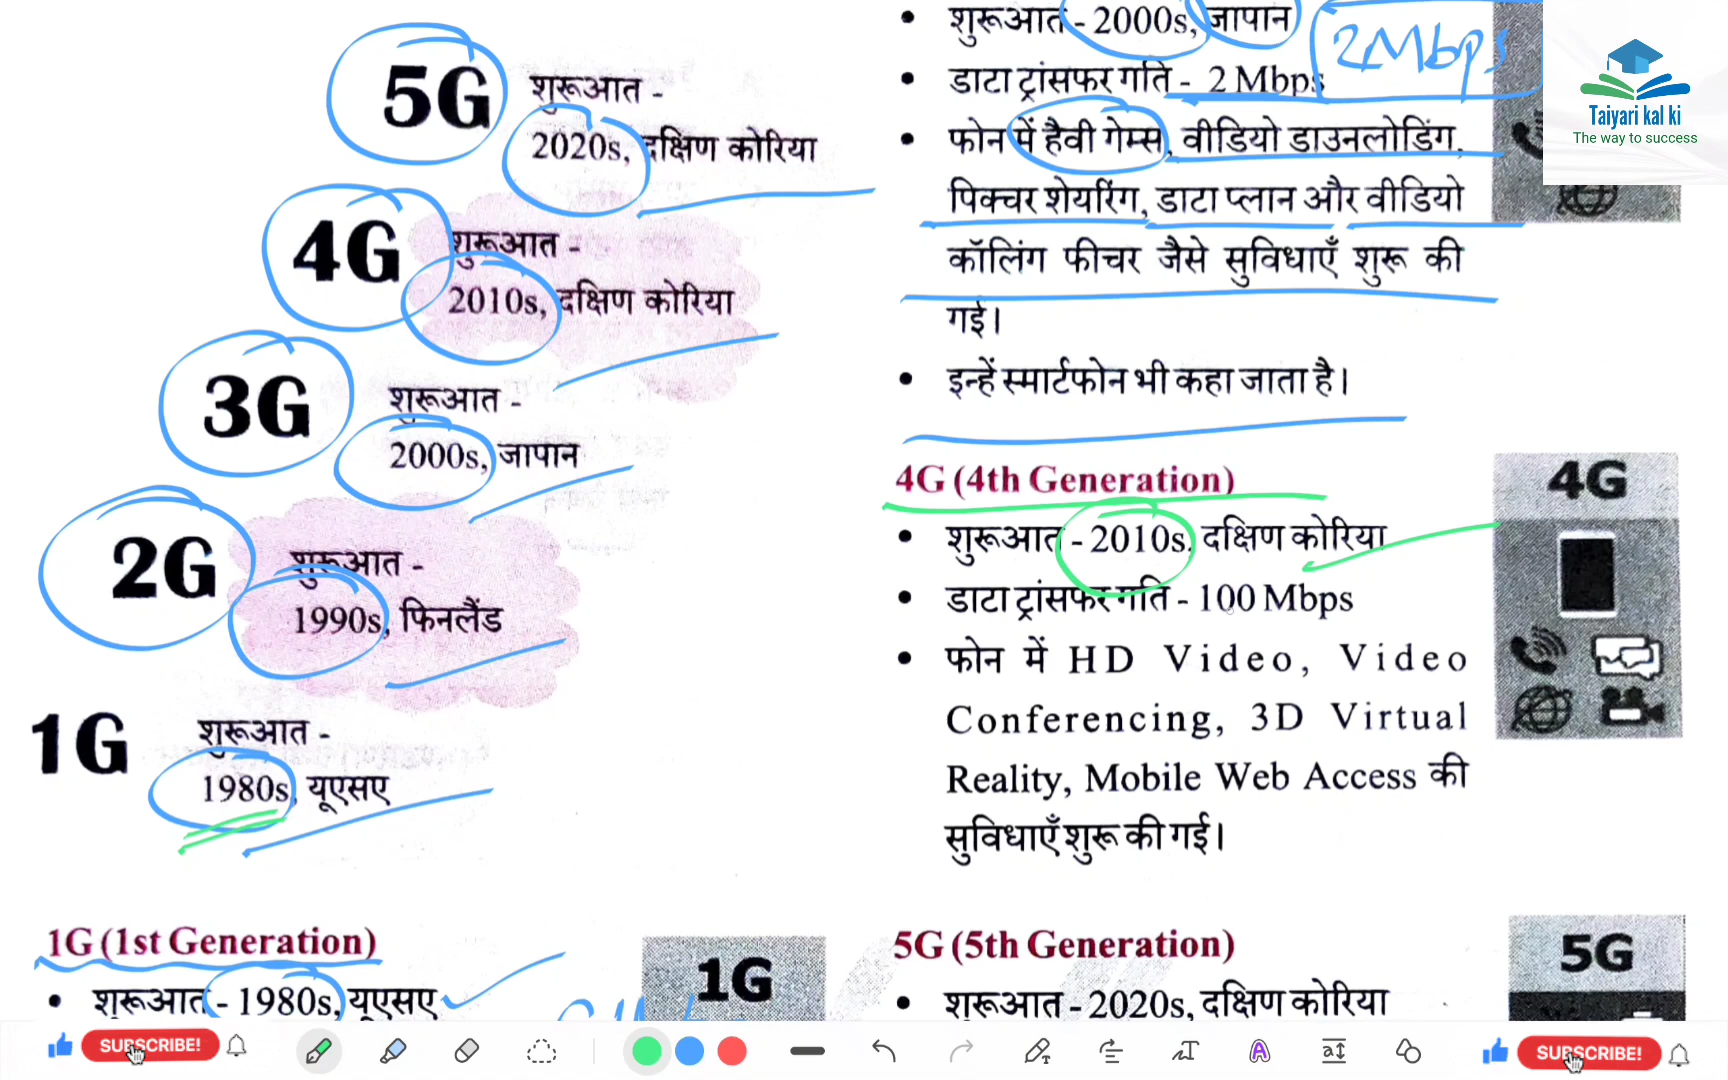 5G
शुरूआत -
2020s, दक्षिण कोरिया
4G
शुरूआत -
2010s, दक्षिण कोरिया
3G
शुरूआत -
2000s, जापान
2G
शुरूआत -
1990s, फिनलैंड
1G
शुरूआत -
1980s, यूएसए
1G (1st Generation)
• शुरूआत - 1980s, यूएसए
1G
• शुरूआत - 2000s, जापान
2Mbps
• डाटा ट्रांसफर गति - 2 Mbps
• फोन में हैवी गेम्स, वीडियो डाउनलोडिंग,
पिक्चर शेयरिंग, डाटा प्लान और वीडियो
कॉलिंग फीचर जैसे सुविधाएँ शुरू की
गई।
• इन्हें स्मार्टफोन भी कहा जाता है।
4G (4th Generation)
4G
• शुरूआत - 2010s, दक्षिण कोरिया
• डाटा ट्रांसफर गति - 100 Mbps
• फोन में HD Video, Video
Conferencing, 3D Virtual
Reality, Mobile Web Access की
सुविधाएँ शुरू की गई।
5G (5th Generation)
5G
• शुरूआत - 2020s, दक्षिण कोरिया
Taiyari kal ki
The way to success
SUBSCRIBE!
SUBSCRIBE!